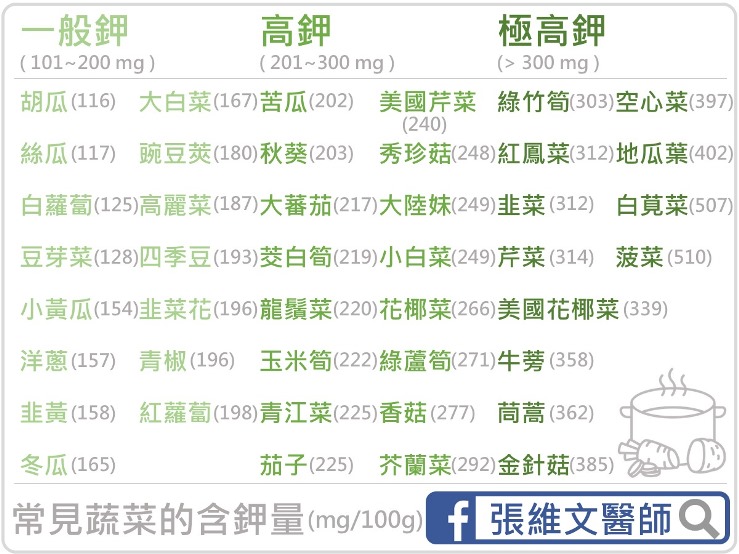 一般鉀 高鉀 極高鉀
(101~200 mg) (201~300 mg) (> 300 mg)
胡瓜(116) 大白菜(167) 苦瓜(202) 美國芹菜(240) 綠竹筍(303) 空心菜(397)
絲瓜(117) 豌豆莢(180) 秋葵(203) 秀珍菇(248) 紅鳳菜(312) 地瓜葉(402)
白蘿蔔(125) 高麗菜(187) 大蕃茄(217) 大陸妹(249) 韭菜(312) 白莧菜(507)
豆芽菜(128) 四季豆(193) 茭白筍(219) 小白菜(249) 芹菜(314) 菠菜(510)
小黃瓜(154) 韭菜花(196) 龍鬚菜(220) 花椰菜(266) 美國花椰菜(339)
洋蔥(157) 青椒(196) 玉米筍(222) 綠蘆筍(271) 牛蒡(358)
韭黃(158) 紅蘿蔔(198) 青江菜(225) 香菇(277) 茼蒿(362)
冬瓜(165) 茄子(225) 芥蘭菜(292) 金針菇(385)
常見蔬菜的含鉀量(mg/100g) f 張維文醫師